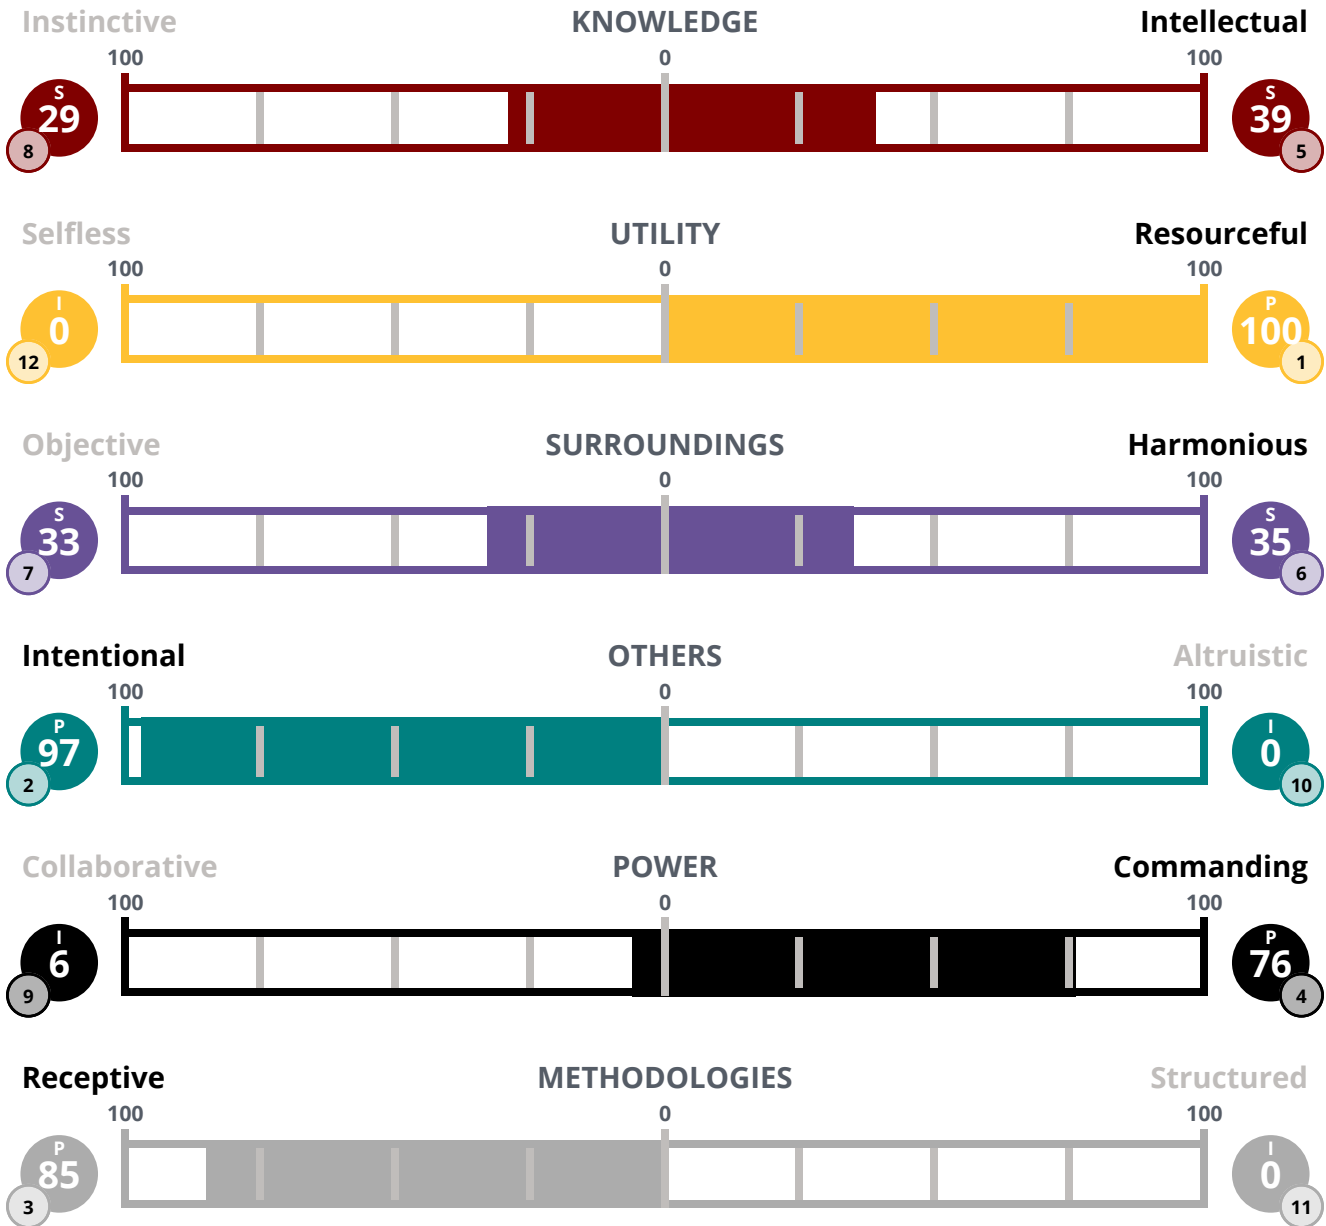 Instinctive KNOWLEDGE Intellectual
100 0 100
S S
29 39
8 5
Selfless UTILITY Resourceful
100 0 100
I P
0 100
12 1
Objective SURROUNDINGS Harmonious
100 0 100
S S
33 35
7 6
Intentional OTHERS Altruistic
100 0 100
P I
97 0
2 10
Collaborative POWER Commanding
100 0 100
I P
6 76
9 4
Receptive METHODOLOGIES Structured
100 0 100
P I
85 0
3 11